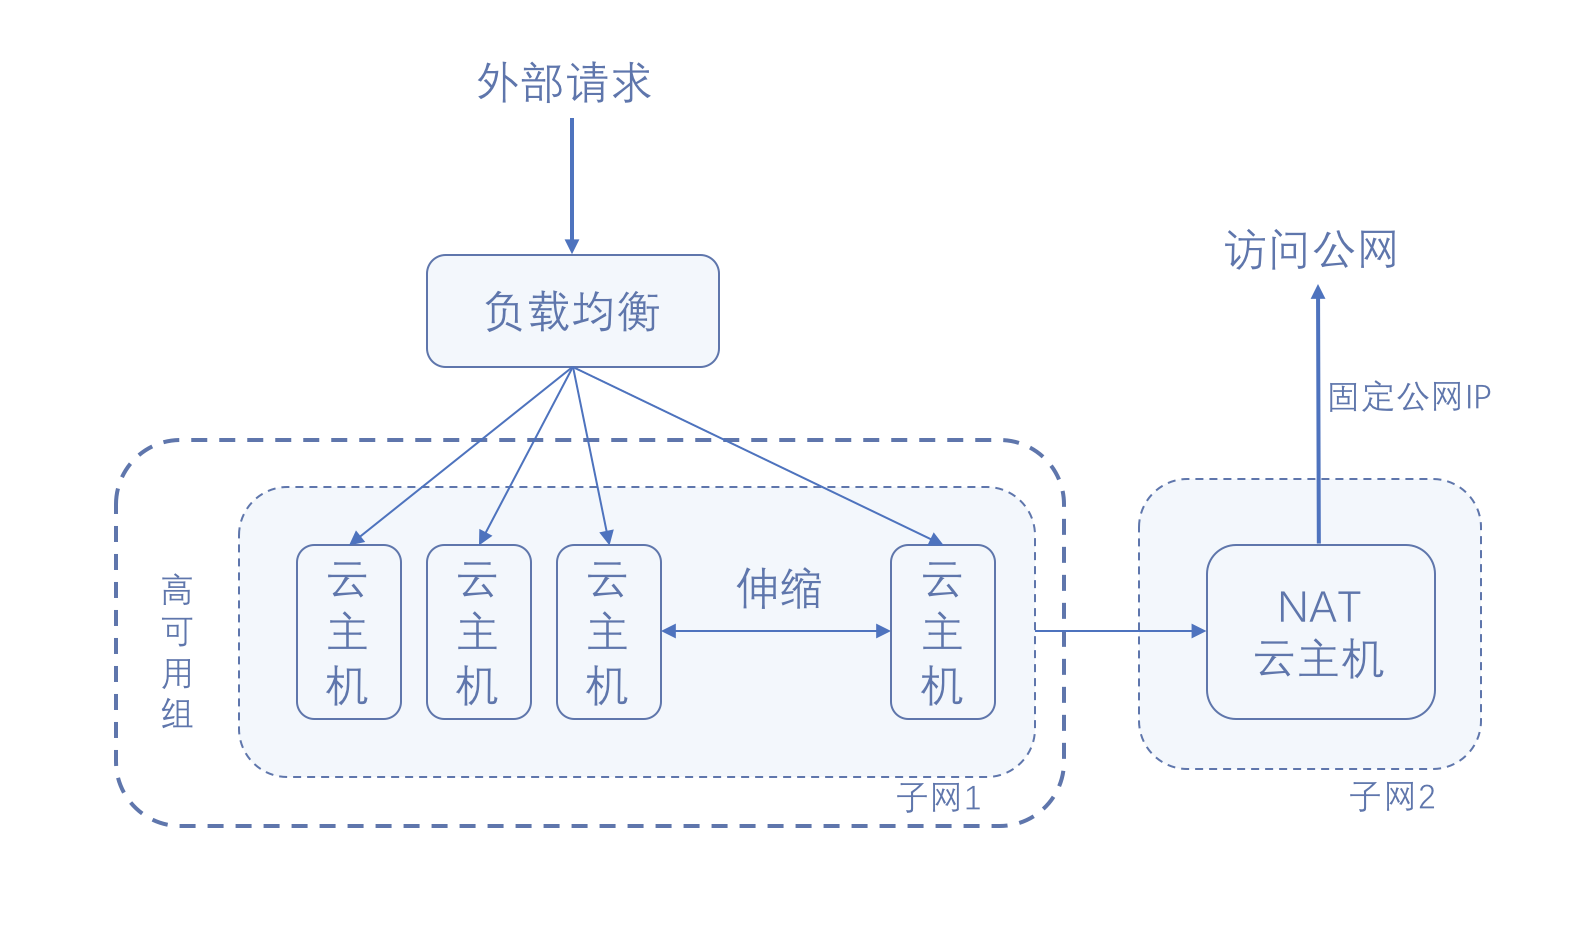 外部请求
访问公网
负载均衡
固定公网IP
高
可
用
组
云
主
机
云
主
机
云
主
机
伸缩
云
主
机
NAT
云主机
子网1
子网2